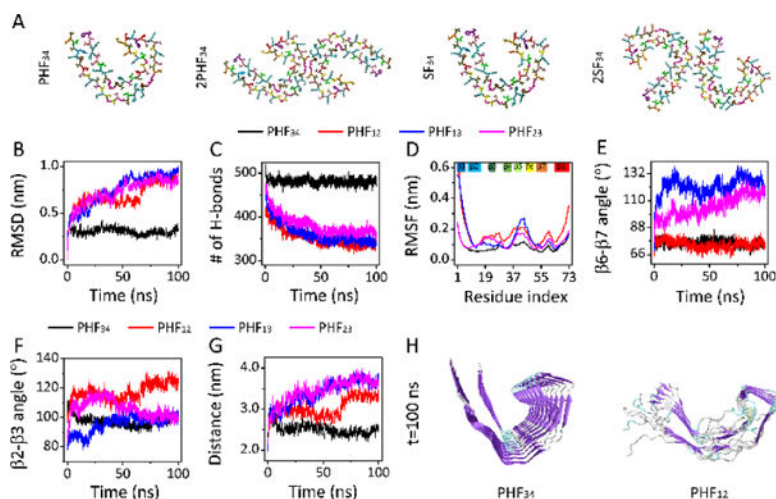 A
PHF34
2PHF34
SF34
2SF34
PHF34 PHF12 PHF13 PHF23
B
RMSD (nm)
1.0
0.5
0.0
0 50 100
Time (ns)
C
# of H-bonds
500
400
300
0 50 100
Time (ns)
D
RMSF (nm)
0.6
0.4
0.2
0.0
1 19 37 55 73
Residue index
E
β6-β7 angle (°)
132
110
88
66
0 50 100
Time (ns)
PHF34 PHF12 PHF13 PHF23
F
β2-β3 angle (°)
140
120
100
80
0 50 100
Time (ns)
G
Distance (nm)
4.0
3.0
2.0
0 50 100
Time (ns)
H
t=100 ns
PHF34
PHF12